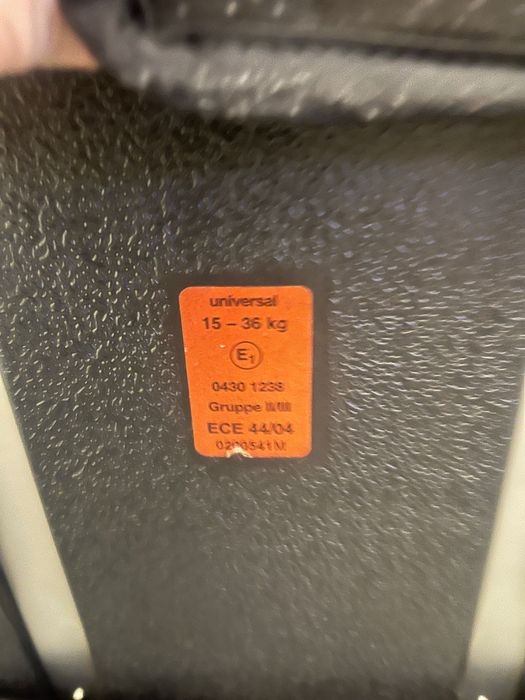 universal
15 – 36 kg
E1
0430 1238
Gruppe II/III
ECE 44/04